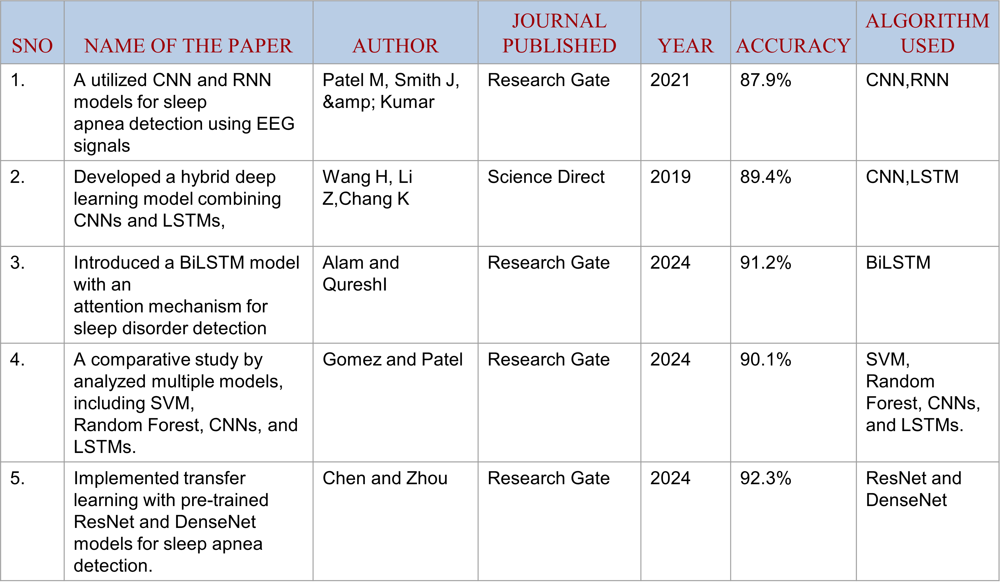 SNO
NAME OF THE PAPER
AUTHOR
JOURNAL
PUBLISHED
YEAR
ACCURACY
ALGORITHM
USED
1.
A utilized CNN and RNN
models for sleep
apnea detection using EEG
signals
Patel M, Smith J,
&amp; Kumar
Research Gate
2021
87.9%
CNN,RNN
2.
Developed a hybrid deep
learning model combining
CNNs and LSTMs,
Wang H, Li
Z,Chang K
Science Direct
2019
89.4%
CNN,LSTM
3.
Introduced a BiLSTM model
with an
attention mechanism for
sleep disorder detection
Alam and
QureshI
Research Gate
2024
91.2%
BiLSTM
4.
A comparative study by
analyzed multiple models,
including SVM,
Random Forest, CNNs, and
LSTMs.
Gomez and Patel
Research Gate
2024
90.1%
SVM,
Random
Forest, CNNs,
and LSTMs.
5.
Implemented transfer
learning with pre-trained
ResNet and DenseNet
models for sleep apnea
detection.
Chen and Zhou
Research Gate
2024
92.3%
ResNet and
DenseNet